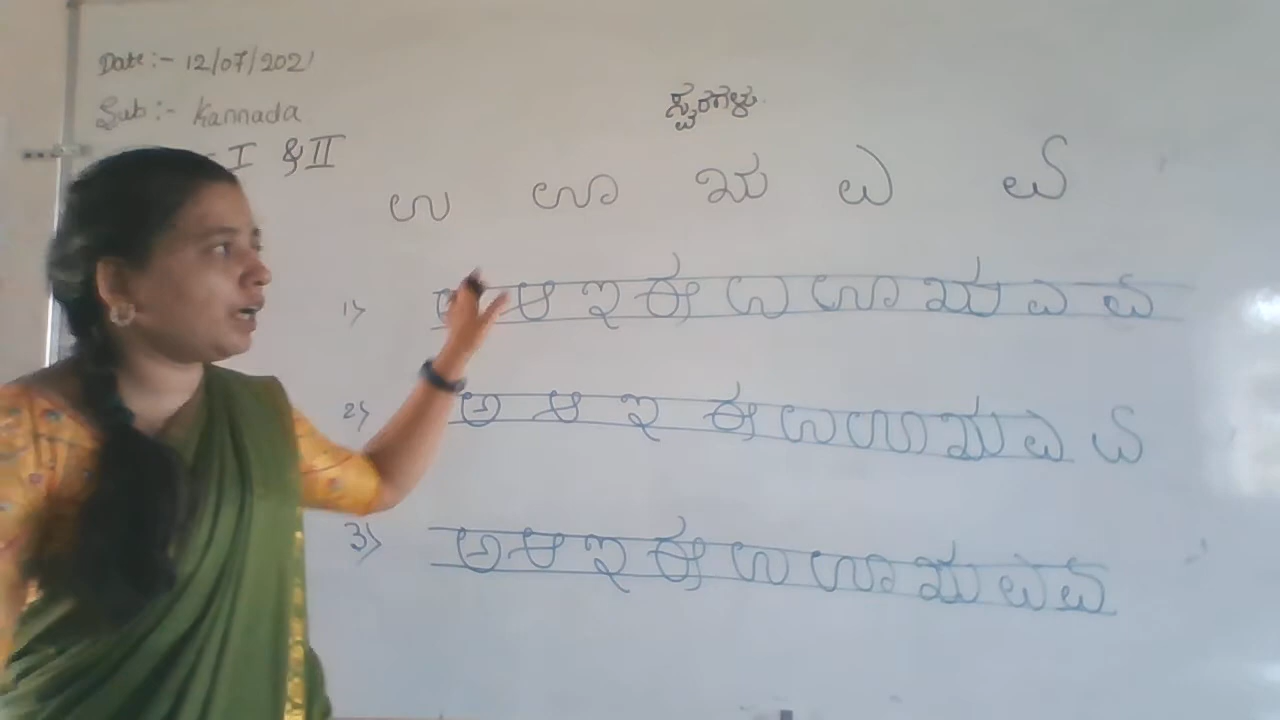 Date:- 12/07/2021
Sub:- Kannada
I & II
ಸ್ವರಗಳು
ಉ ಊ ಋ ಎ ಏ
1) ಅ ಆ ಇ ಈ ಉ ಊ ಋ ಎ ಏ
2) ಅ ಆ ಇ ಈ ಉ ಊ ಋ ಎ ಏ
3) ಅ ಆ ಇ ಈ ಉ ಊ ಋ ಎ ಏ